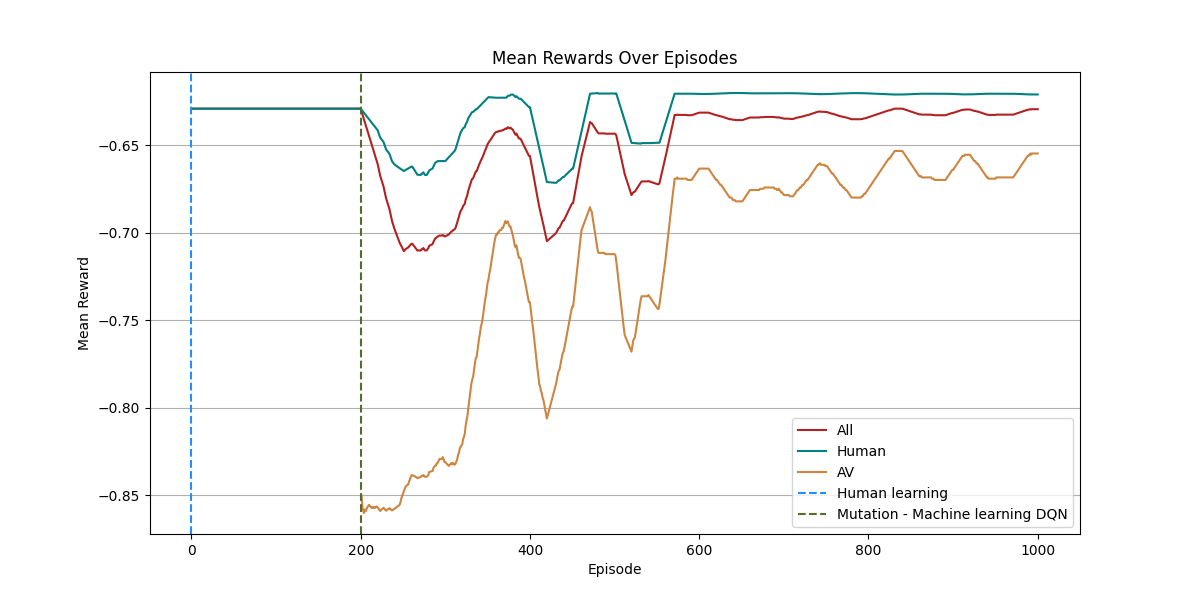 Mean Rewards Over Episodes
Mean Reward
−0.65
−0.70
−0.75
−0.80
−0.85
0
200
400
600
800
1000
Episode
All
Human
AV
Human learning
Mutation - Machine learning DQN